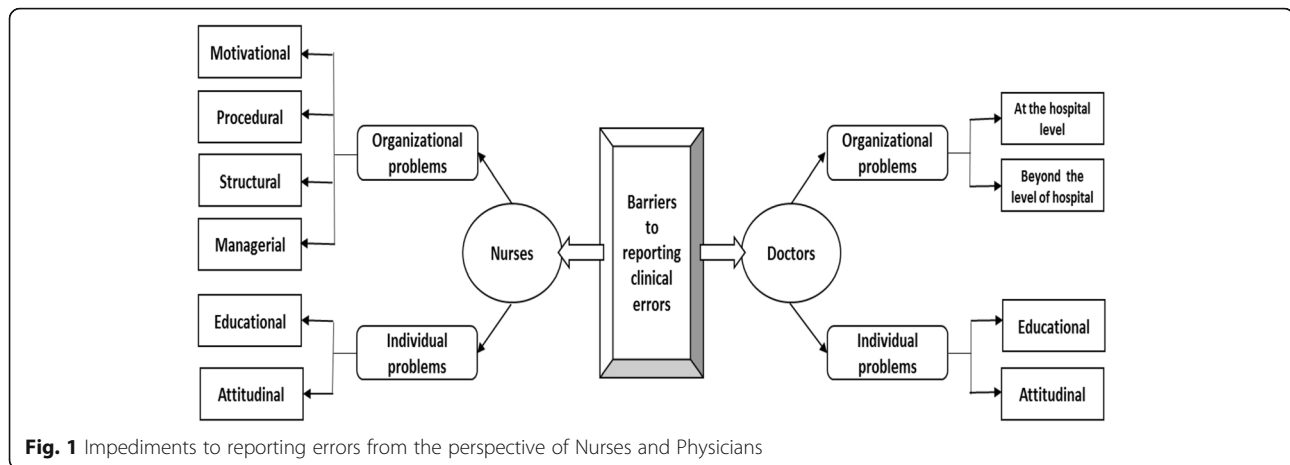 Motivational
Procedural
Structural
Managerial
Educational
Attitudinal
Organizational
problems
Individual
problems
Nurses
Barriers
to
reporting
clinical
errors
Doctors
Organizational
problems
Individual
problems
At the hospital
level
Beyond the
level of hospital
Educational
Attitudinal
Fig. 1 Impediments to reporting errors from the perspective of Nurses and Physicians